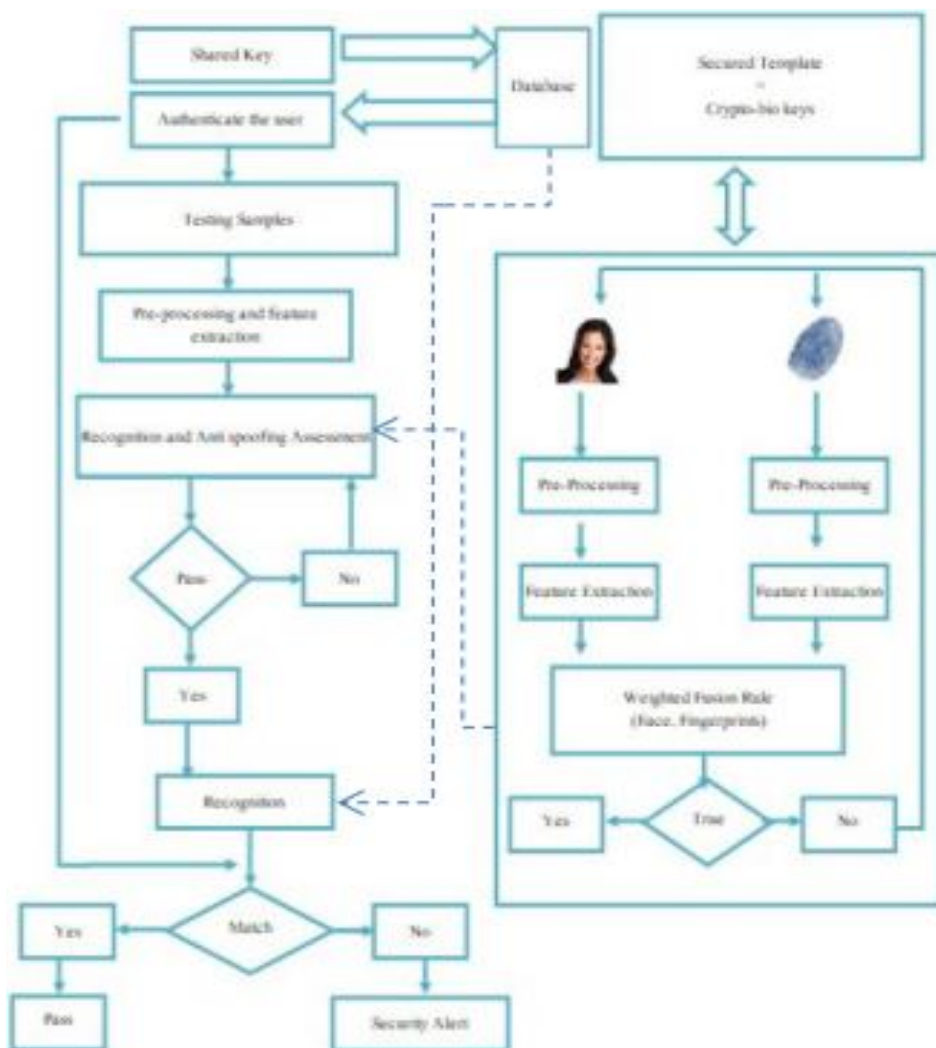 Shared Key
Database
Secured Template
Crypto-bio keys
Authenticate the user
Testing Samples
Pre-processing and feature
extraction
Recognition and Anti spoofing Assessment
Pre-Processing
Pre-Processing
Pass
No
Feature Extraction
Feature Extraction
Yes
Weighted Fusion Rule
(Face, Fingerprints)
Recognition
Yes
True
No
Yes
Match
No
Pass
Security Alert